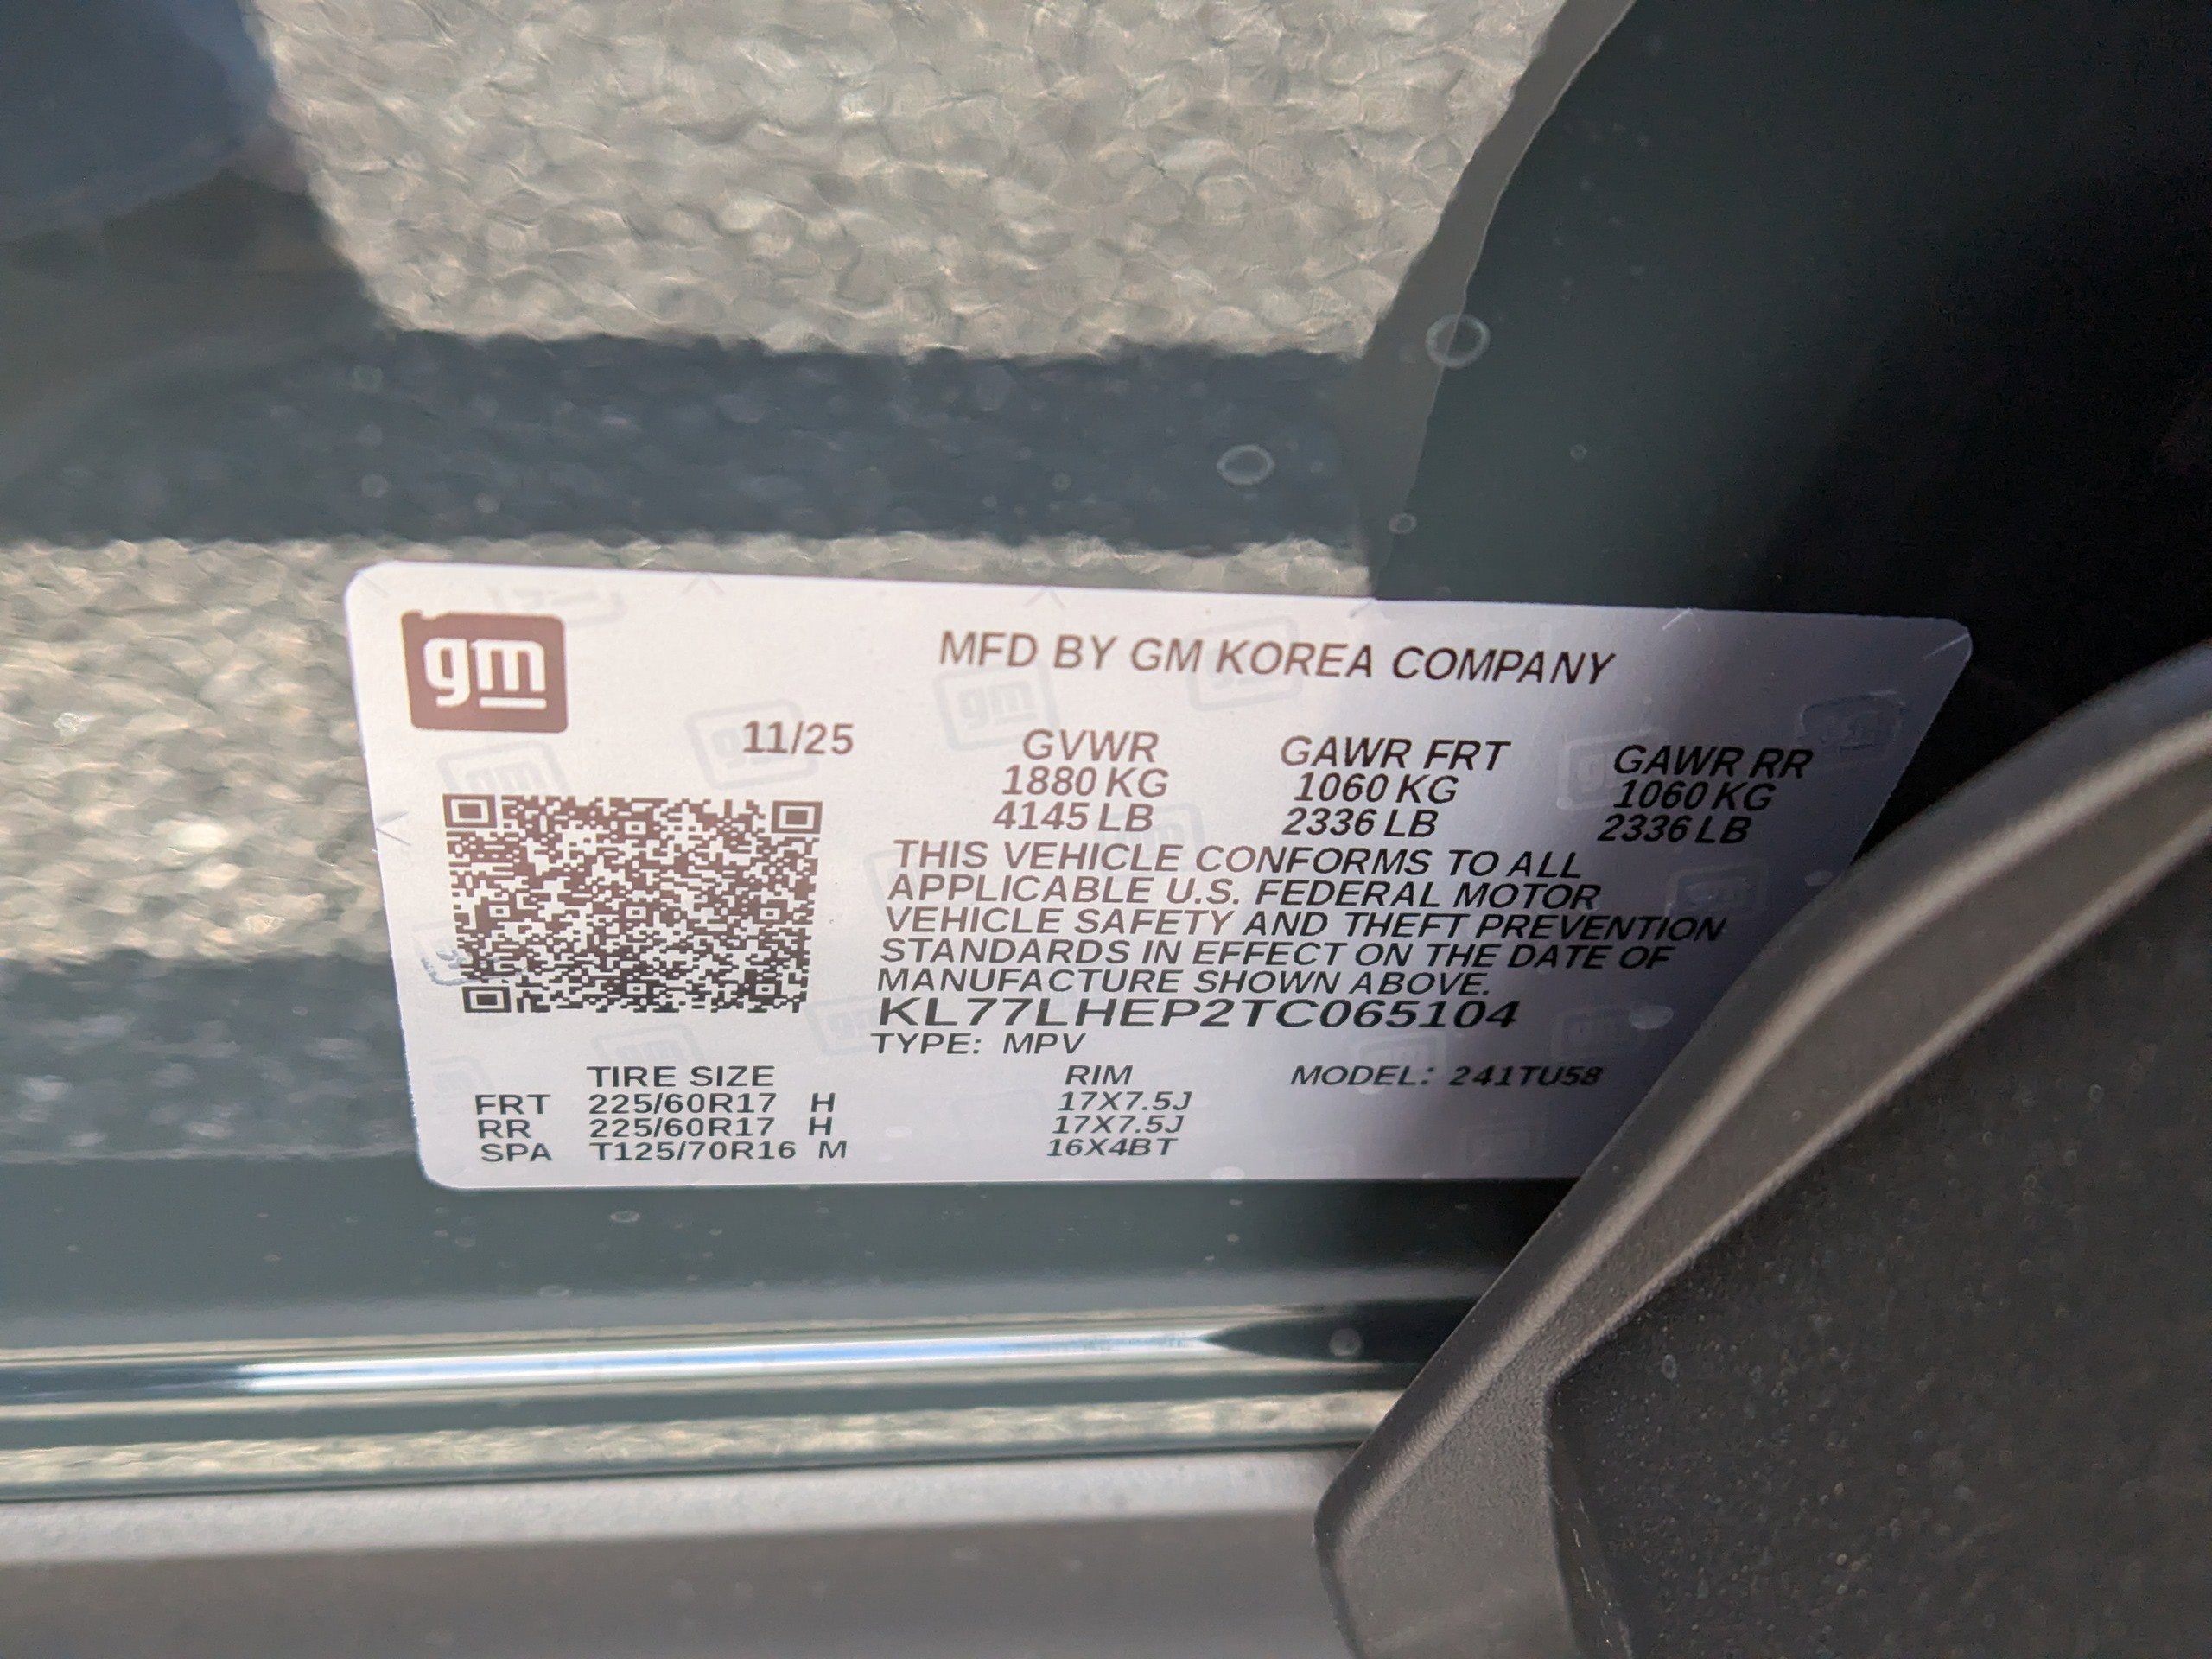 gm
MFD BY GM KOREA COMPANY
11/25
GVWR GAWR FRT GAWR RR
1880 KG 1060 KG 1060 KG
4145 LB 2336 LB 2336 LB
THIS VEHICLE CONFORMS TO ALL
APPLICABLE U.S. FEDERAL MOTOR
VEHICLE SAFETY AND THEFT PREVENTION
STANDARDS IN EFFECT ON THE DATE OF
MANUFACTURE SHOWN ABOVE.
KL77LHEP2TC065104
TYPE: MPV
TIRE SIZE RIM MODEL: 241TU58
FRT 225/60R17 H 17X7.5J
RR 225/60R17 H 17X7.5J
SPA T125/70R16 M 16X4BT